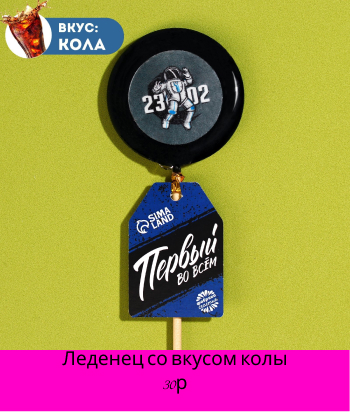 ВКУС:
КОЛА
23 02
SIMA
LAND
Первый
ВО ВСЁМ
Леденец со вкусом колы
30р